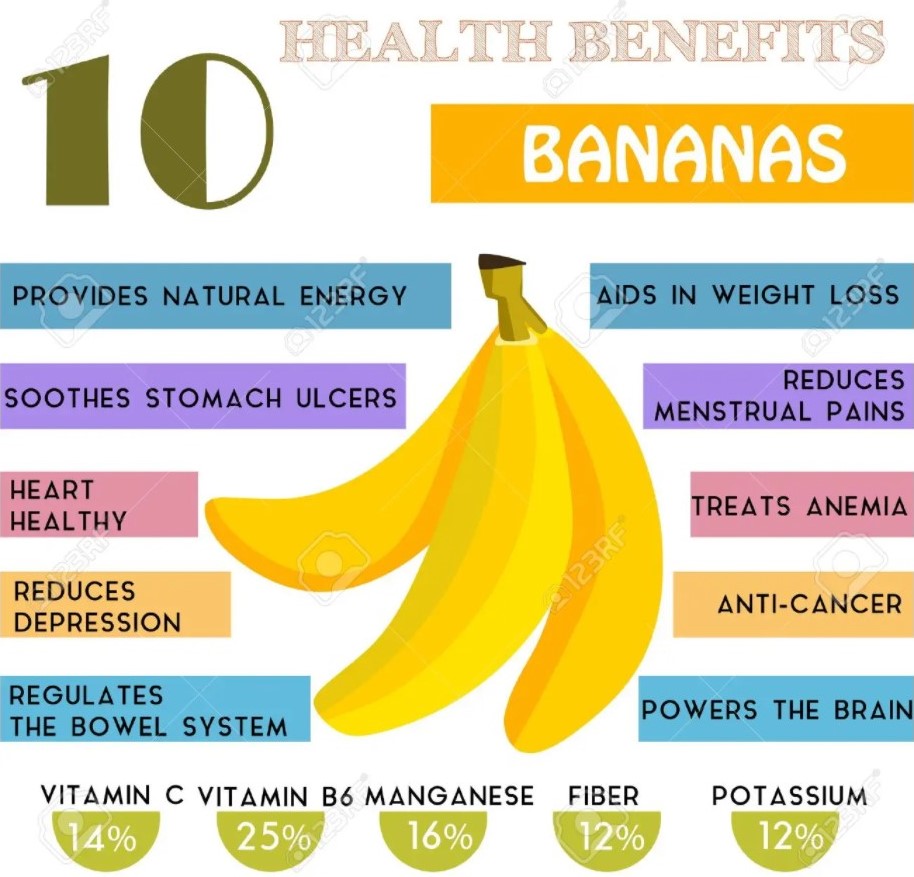 HEALTH BENEFITS
10
BANANAS
PROVIDES NATURAL ENERGY
AIDS IN WEIGHT LOSS
SOOTHES STOMACH ULCERS
REDUCES
MENSTRUAL PAINS
HEART
HEALTHY
TREATS ANEMIA
REDUCES
DEPRESSION
ANTI-CANCER
REGULATES
THE BOWEL SYSTEM
POWERS THE BRAIN
VITAMIN C VITAMIN B6 MANGANESE FIBER POTASSIUM
14% 25% 16% 12% 12%
123RF